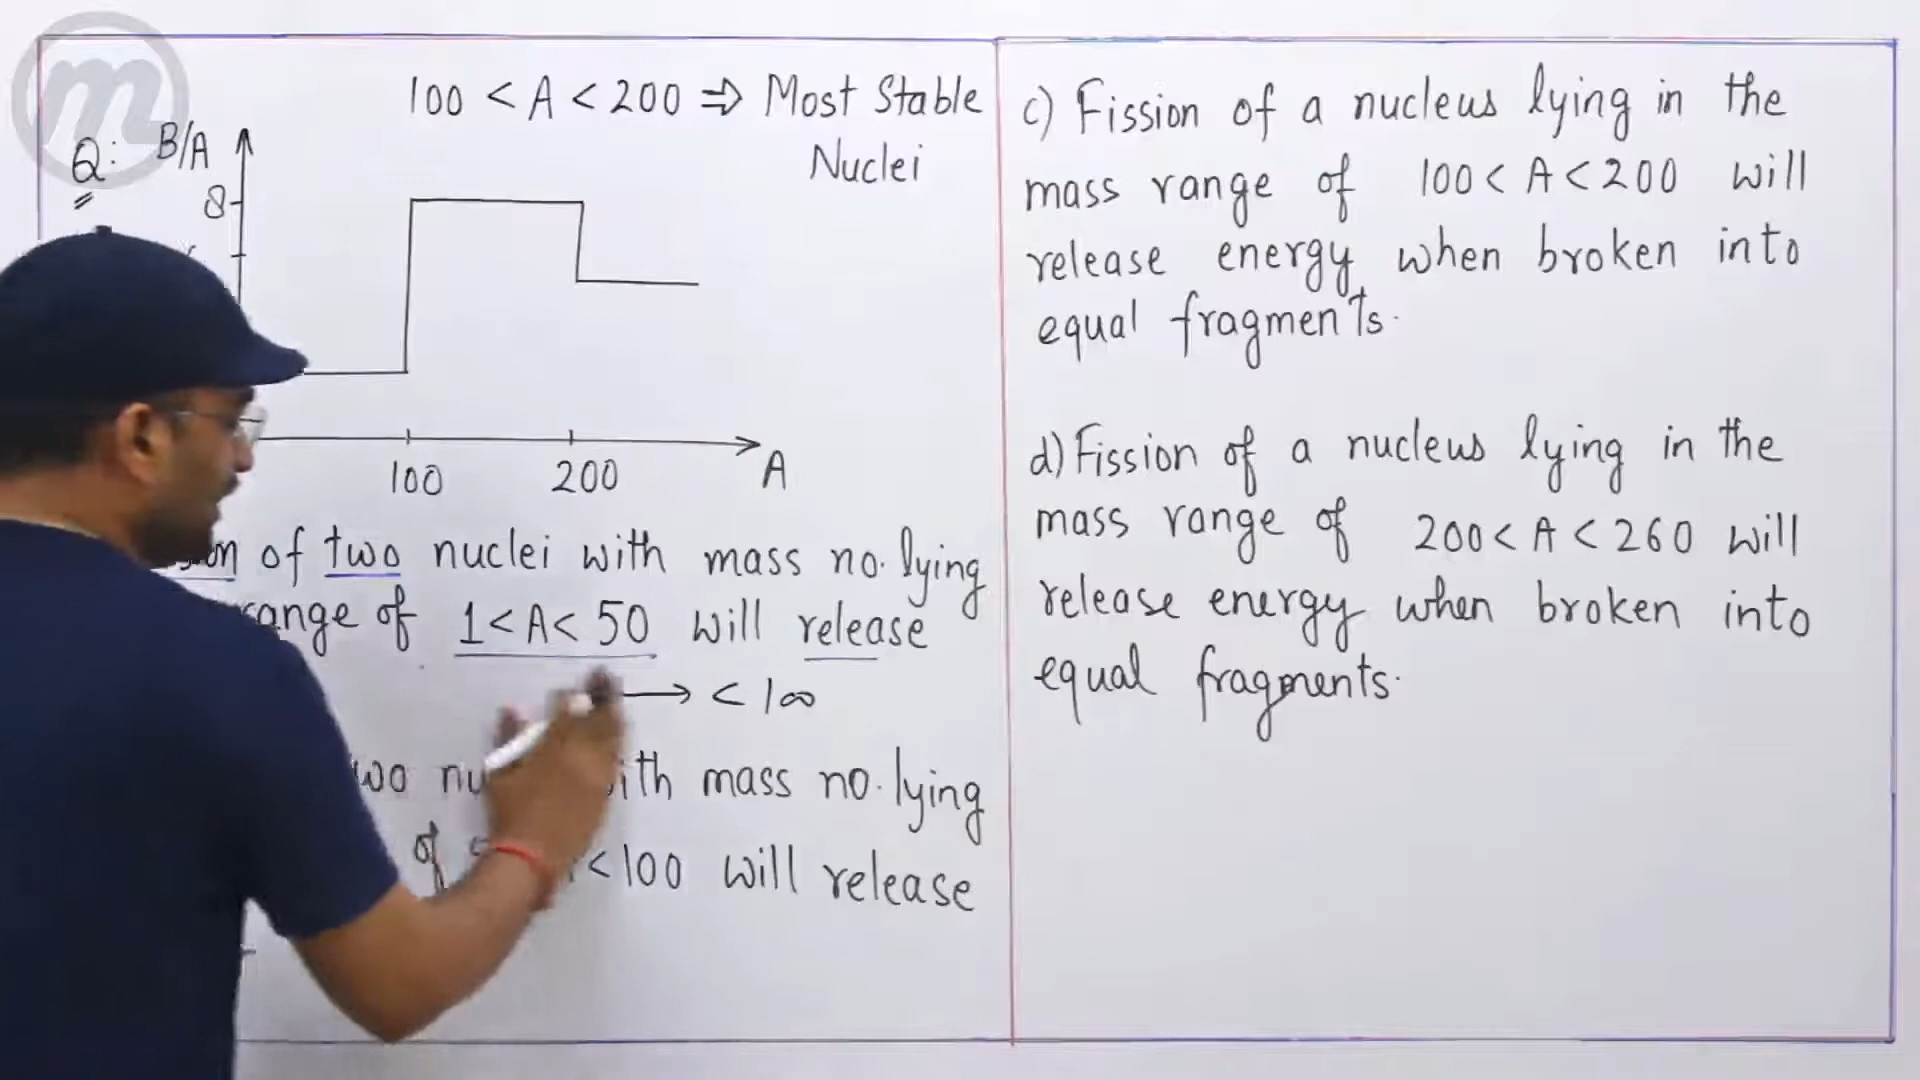 m
100 < A < 200 ⇒ Most Stable
Nuclei
Q: B/A
8
100 200 A
of two nuclei with mass no. lying
range of 1 < A < 50 will release
→ < 100
two with mass no. lying
of < 100 will release
c) Fission of a nucleus lying in the
mass range of 100 < A < 200 will
release energy when broken into
equal fragments.
d) Fission of a nucleus lying in the
mass range of 200 < A < 260 will
release energy when broken into
equal fragments.